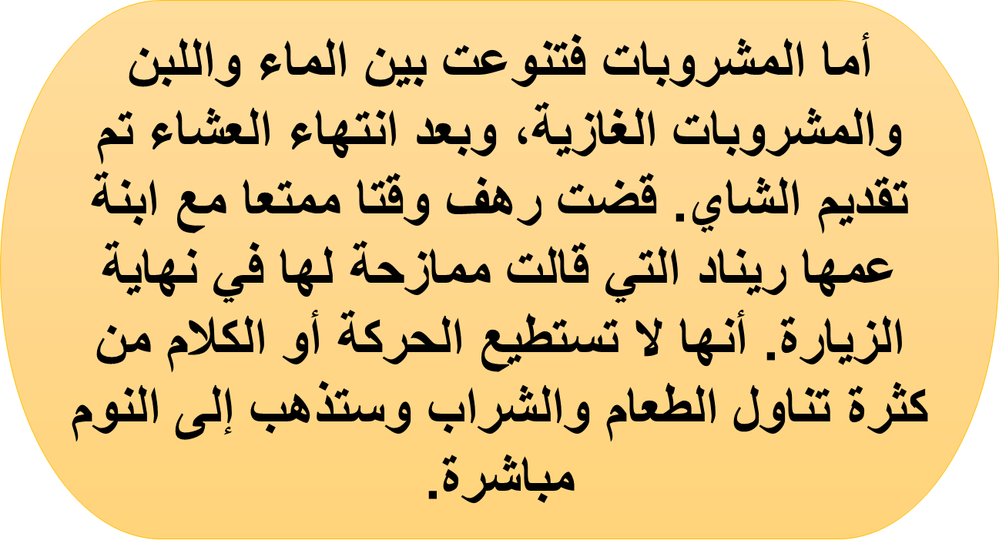 أما المشروبات فتنوعت بين الماء واللبن
والمشروبات الغازية، وبعد انتهاء العشاء تم
تقديم الشاي. قضت رهف وقتا ممتعا مع ابنة
عمها ريناد التي قالت ممازحة لها في نهاية
الزيارة. أنها لا تستطيع الحركة أو الكلام من
كثرة تناول الطعام والشراب وستذهب إلى النوم
مباشرة.